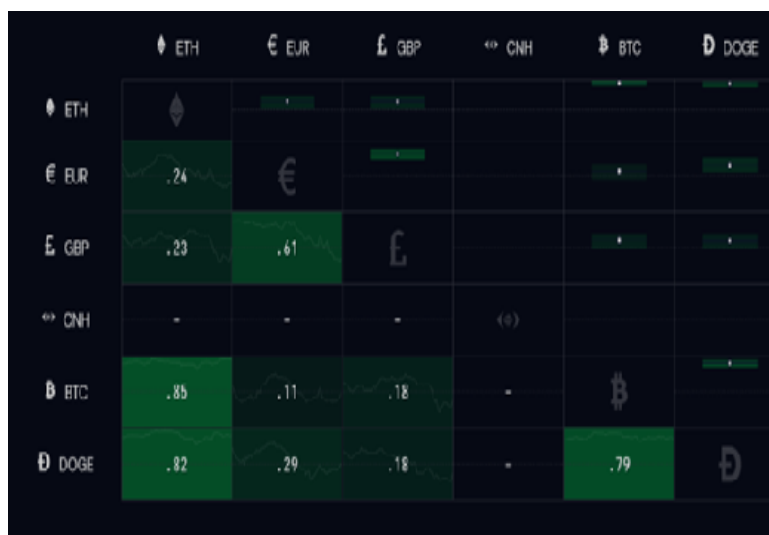 ETH € EUR £ GBP CNH ₿ BTC Ð DOGE
ETH
€ EUR .24 €
£ GBP .23 .61 £
CNH - - -
₿ BTC .85 .11 .18 - ₿
Ð DOGE .82 .29 .18 - .79 Ð